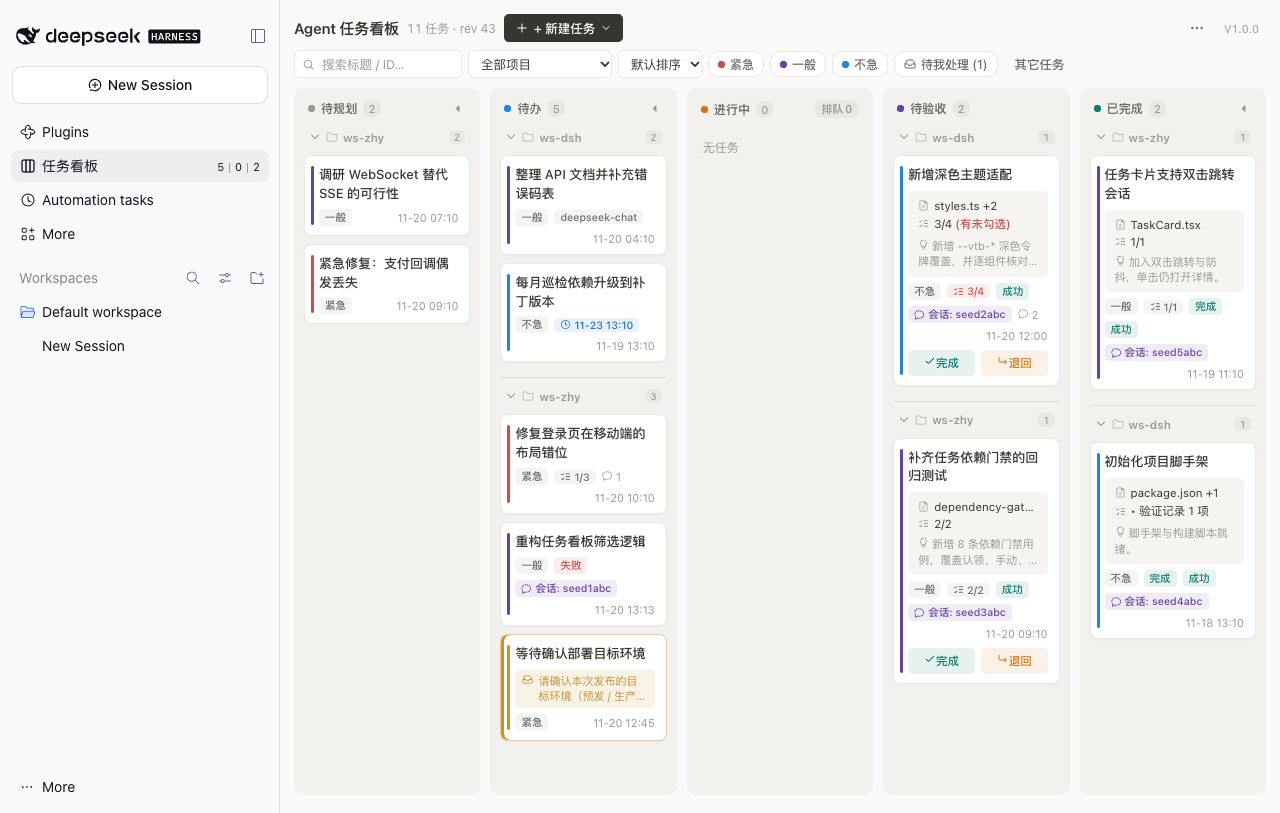 deepseek HARNESS
New Session
Plugins
任务看板 5 | 0 | 2
Automation tasks
More
Workspaces
Default workspace
New Session
More
Agent 任务看板 11 任务 · rev 43 + + 新建任务 V1.0.0
搜索标题 / ID... 全部项目 默认排序 紧急 一般 不急 待我处理 (1) 其它任务
待规划 2
ws-zhy 2
调研 WebSocket 替代
SSE 的可行性
一般 11-20 07:10
紧急修复：支付回调偶
发丢失
紧急 11-20 09:10
待办 5
ws-dsh 2
整理 API 文档并补充错
误码表
一般 deepseek-chat
11-20 04:10
每月巡检依赖升级到补
丁版本
不急 11-23 13:10
11-19 13:10
ws-zhy 3
修复登录页在移动端的
布局错位
紧急 1/3 1
11-20 10:10
重构任务看板筛选逻辑
一般 失败
会话: seed1abc
11-20 13:13
等待确认部署目标环境
请确认本次发布的目
标环境（预发 / 生产...
紧急 11-20 12:45
进行中 0 排队 0
无任务
待验收 2
ws-dsh 1
新增深色主题适配
styles.ts +2
3/4 (有未勾选)
新增 --vtb-* 深色令
牌覆盖，并逐组件核对...
不急 3/4 成功
会话: seed2abc 2
11-20 12:00
完成 退回
ws-zhy 1
补齐任务依赖门禁的回
归测试
dependency-gat...
2/2
新增 8 条依赖门禁用
例，覆盖认领、手动、...
一般 2/2 成功
会话: seed3abc
11-20 09:10
完成 退回
已完成 2
ws-zhy 1
任务卡片支持双击跳转
会话
TaskCard.tsx
1/1
加入双击跳转与防
抖，单击仍打开详情。
一般 1/1 完成
成功
会话: seed5abc
11-19 11:10
ws-dsh 1
初始化项目脚手架
package.json +1
• 验证记录 1 项
脚手架与构建脚本就
绪。
不急 完成 成功
会话: seed4abc
11-18 13:10